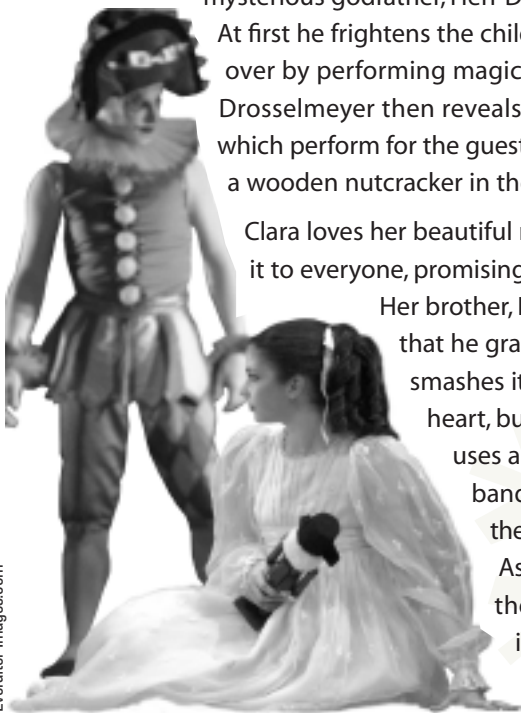 mysterious godfather, Herr D
At first he frightens the chil
over by performing magic
Drosselmeyer then reveals
which perform for the guest
a wooden nutcracker in the
Clara loves her beautiful
it to everyone, promising
Her brother,
that he gra
smashes it
heart, bu
uses a
band
the
As
the
i